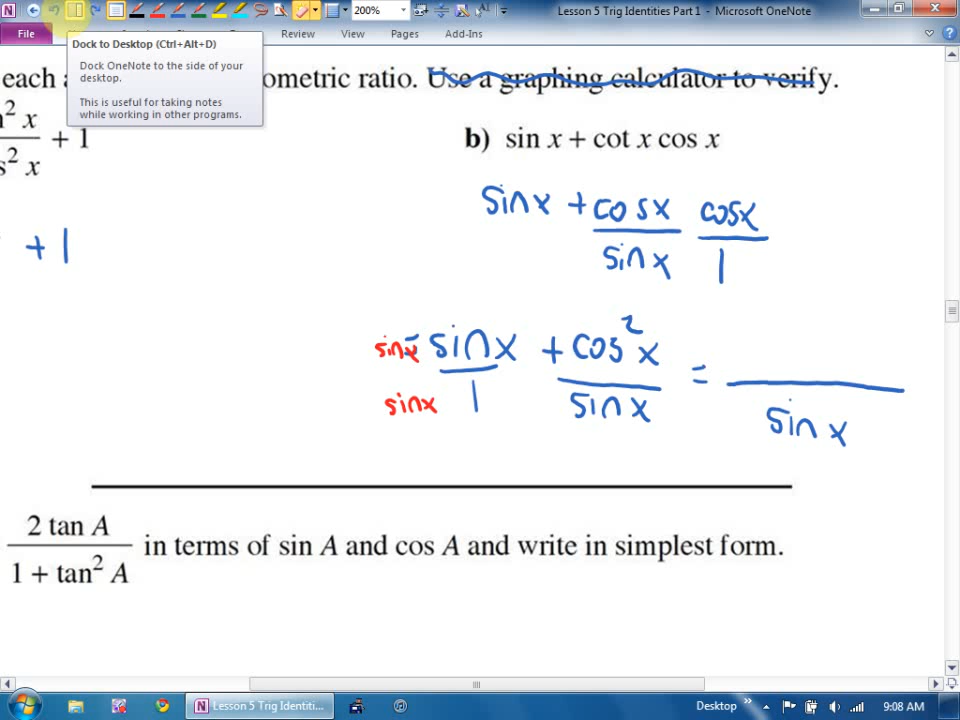 200%
Lesson 5 Trig Identities Part 1 - Microsoft OneNote
File
Review View Pages Add-Ins
Dock to Desktop (Ctrl+Alt+D)
Dock OneNote to the side of your
desktop.
This is useful for taking notes
while working in other programs.
each ometric ratio. Use a graphing calculator to verify.
² x
——— + 1
s² x
b) sin x + cot x cos x
sinx + cosx/sinx cosx/1
+ 1
sinx/sinx = sinx/1 + cos²x/sinx = ———/sinx
2 tan A
——— in terms of sin A and cos A and write in simplest form.
1 + tan² A
Lesson 5 Trig Identiti...
Desktop
9:08 AM